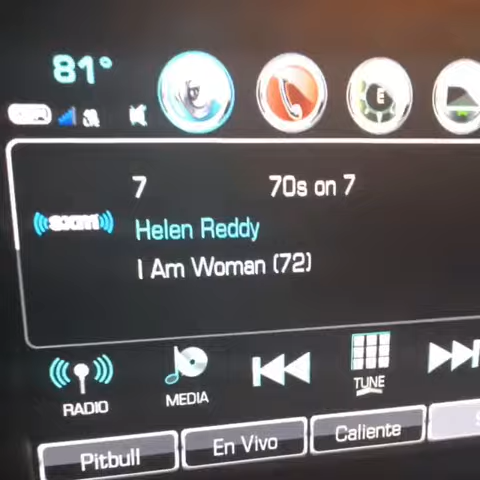 81°
7 70s on 7
((sxm))
Helen Reddy
I Am Woman (72)
RADIO
MEDIA
TUNE
Pitbull
En Vivo
Caliente